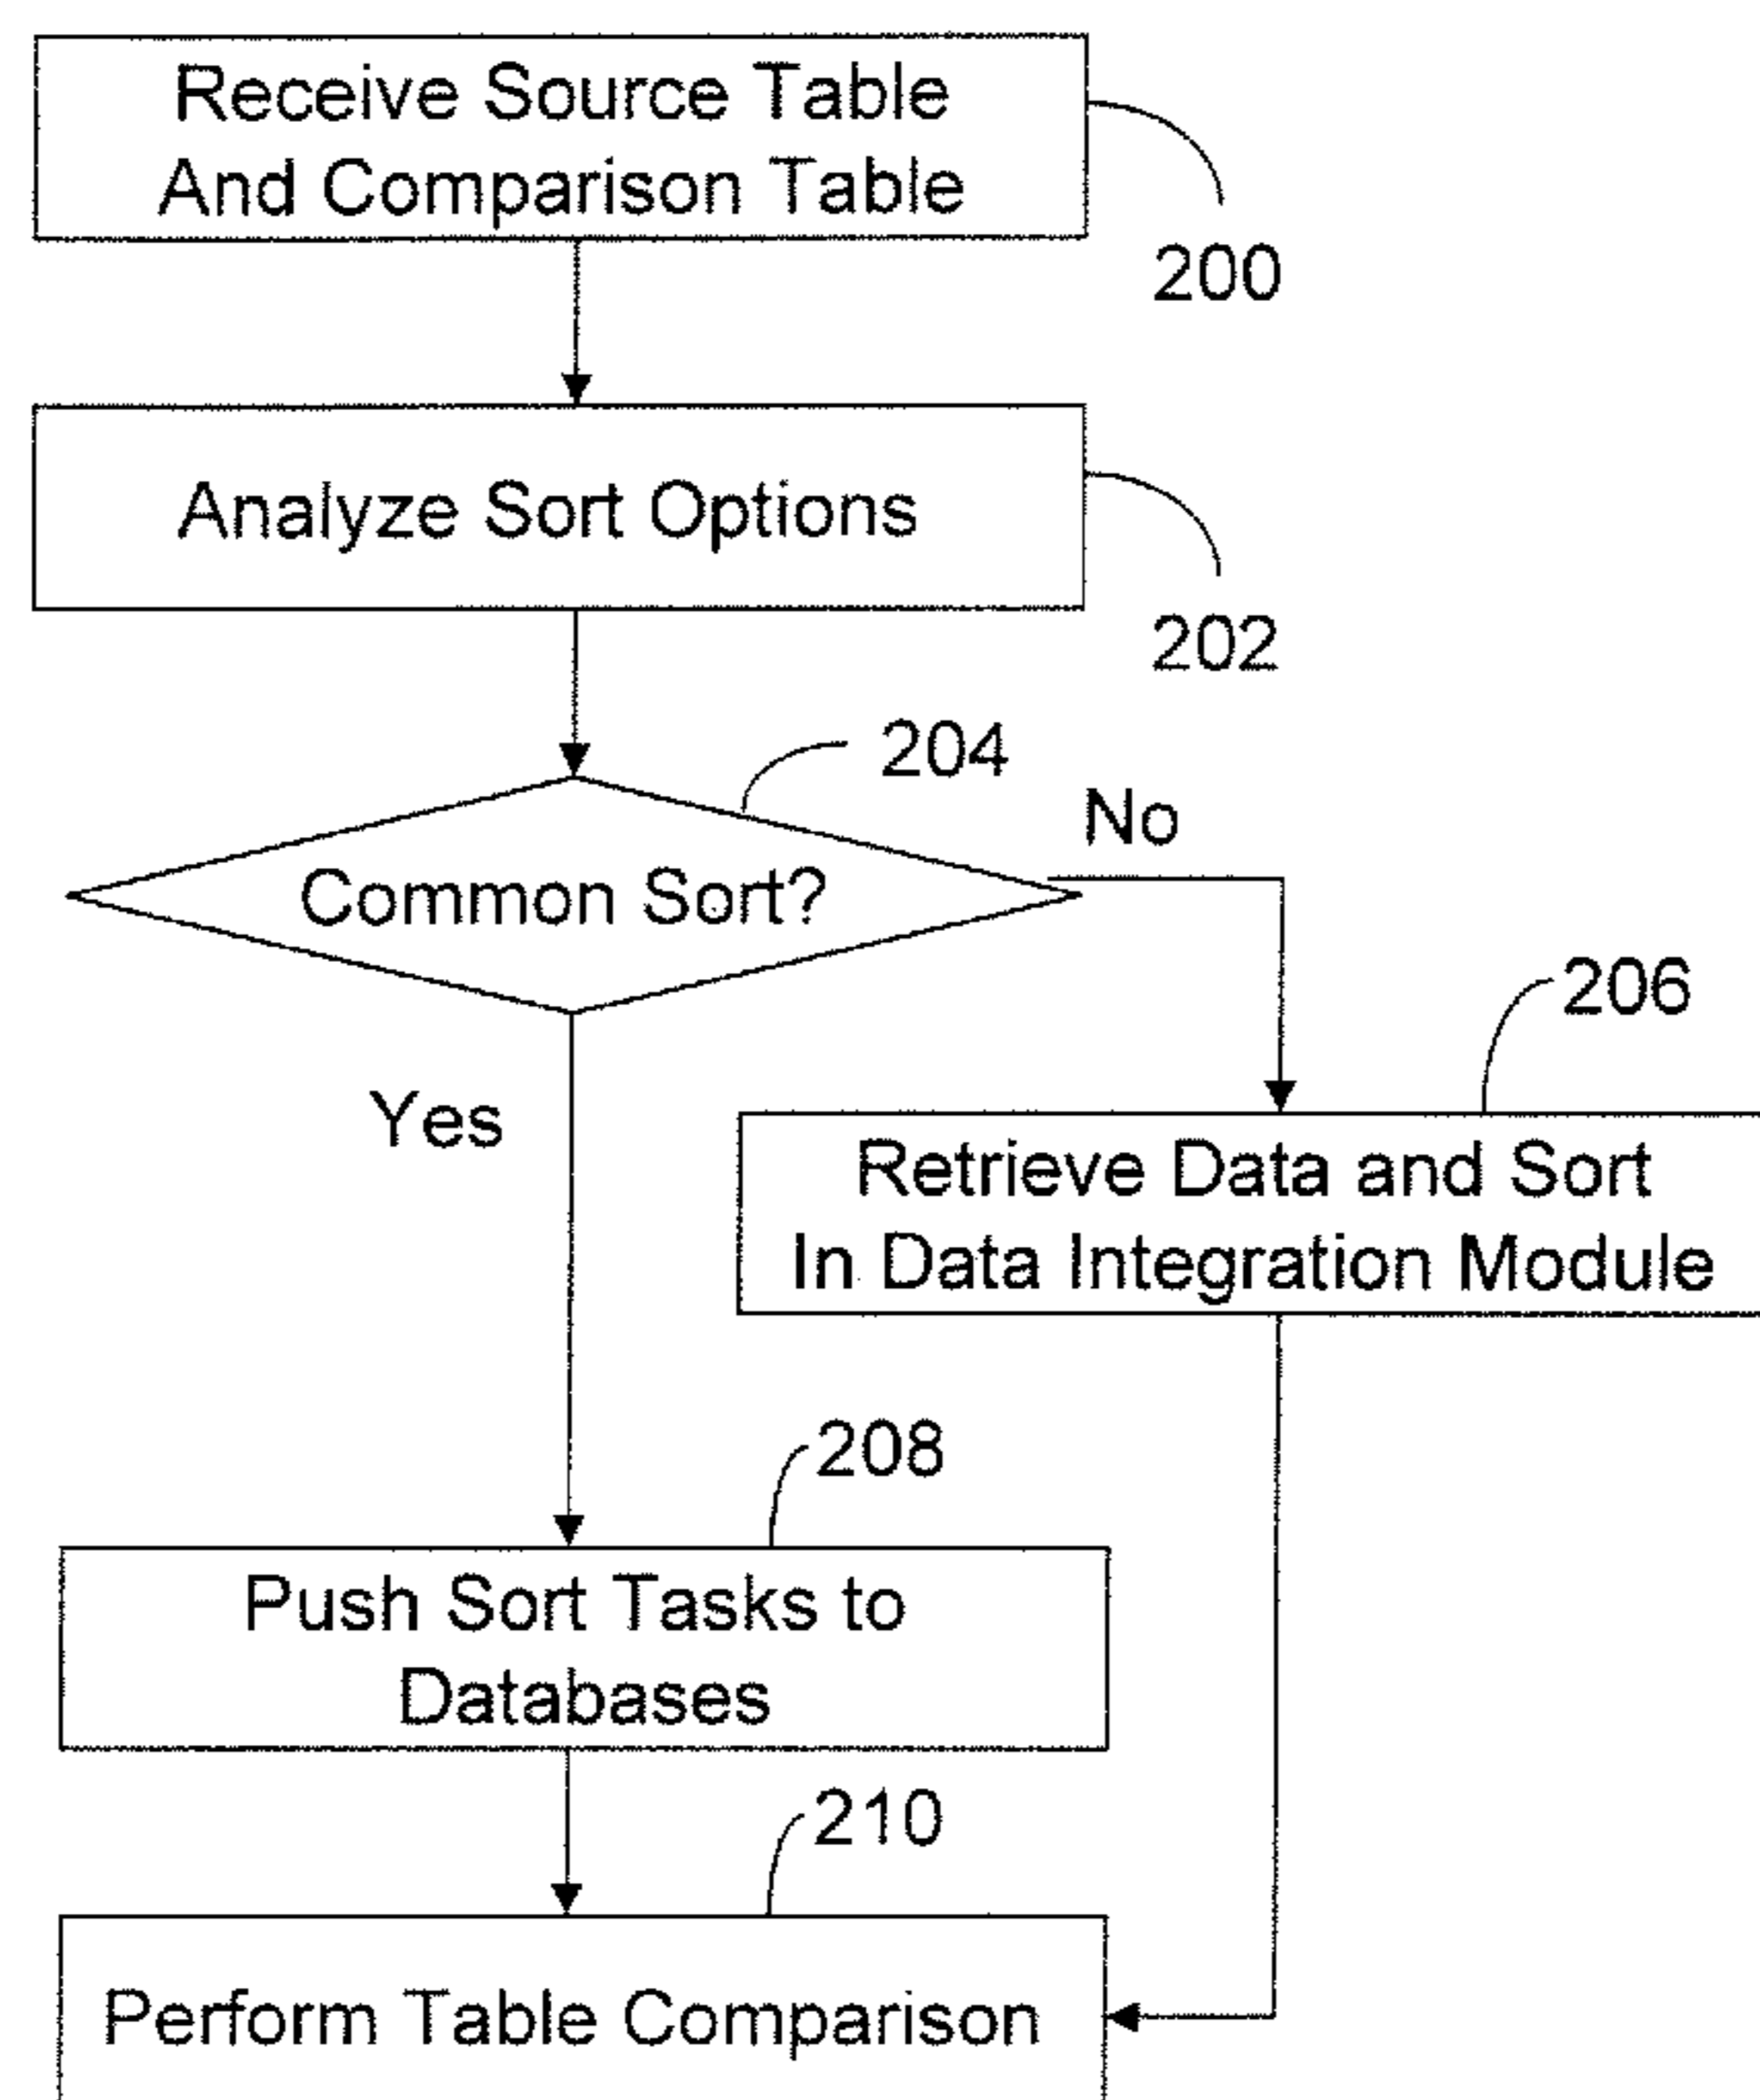 Receive Source Table
And Comparison Table
200
Analyze Sort Options
202
204
No
Common Sort?
206
Yes
Retrieve Data and Sort
In Data Integration Module
208
Push Sort Tasks to
Databases
210
Perform Table Comparison